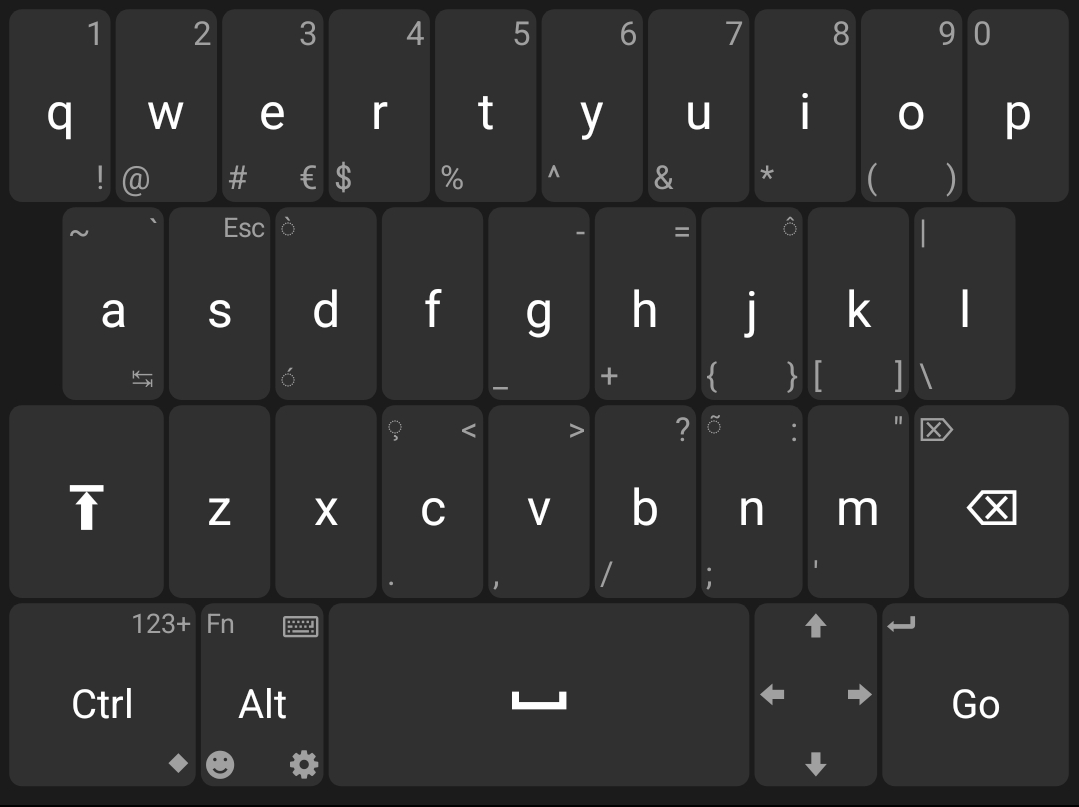 1 2 3 4 5 6 7 8 9 0
q w e r t y u i o p
! @ # € $ % ^ & * ( )
~ ` Esc ◌̀ - = ◌̂ |
a s d f g h j k l
↹ ◌́ _ + { } [ ] \
◌̧ < > ? ◌̃ : " ⌦
z x c v b n m ⌫
. , / ; '
123+ Fn
Ctrl Alt Go